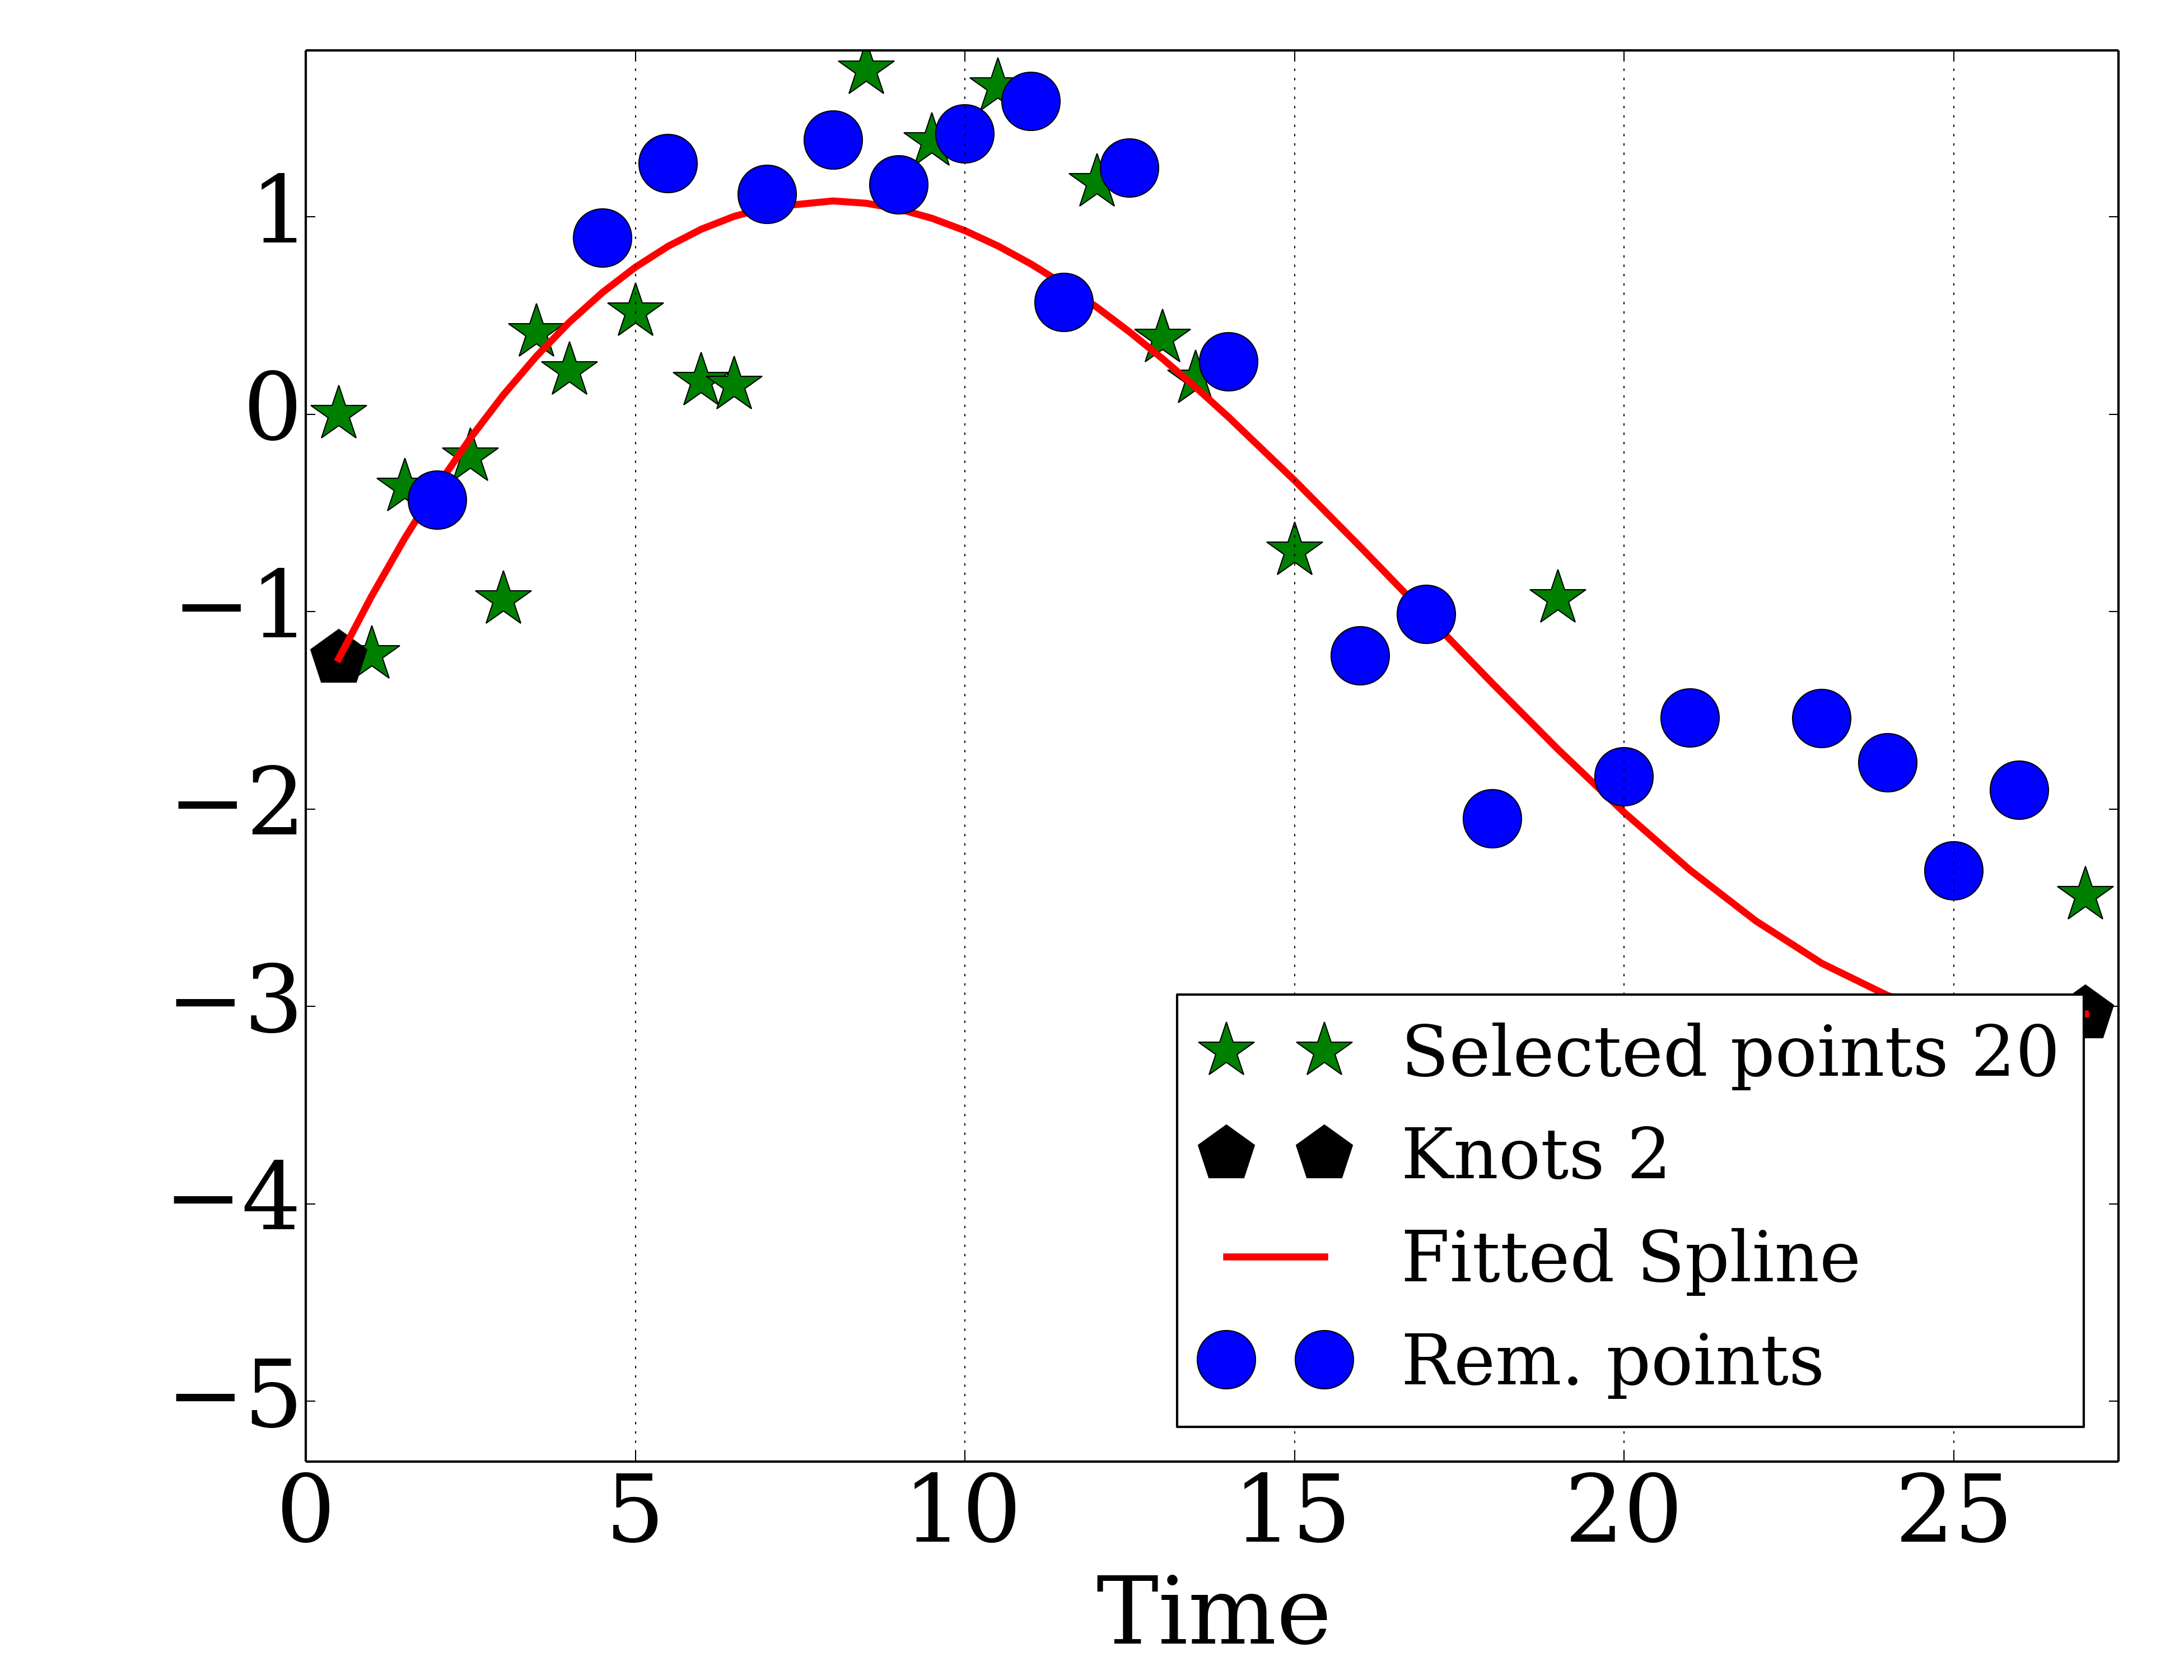 1
0
−1
−2
−3
−4
−5
Selected points 20
Knots 2
Fitted Spline
Rem. points
0 5 10 15 20 25
Time